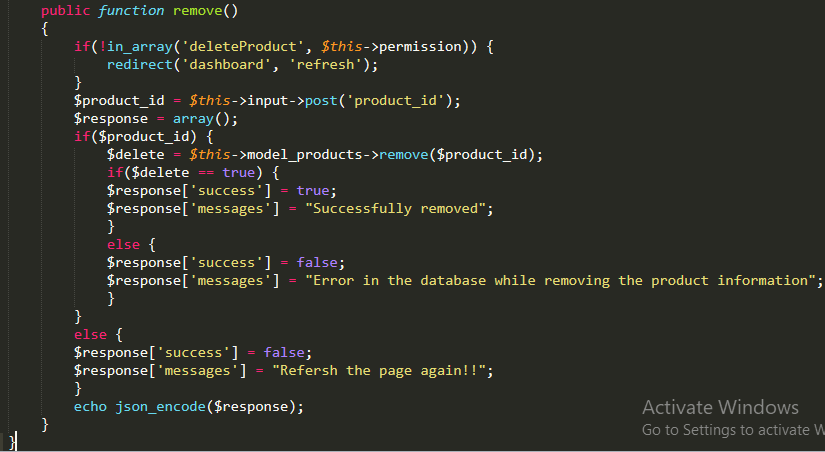 public function remove()
{
if(!in_array('deleteProduct', $this->permission)) {
redirect('dashboard', 'refresh');
}
$product_id = $this->input->post('product_id');
$response = array();
if($product_id) {
$delete = $this->model_products->remove($product_id);
if($delete == true) {
$response['success'] = true;
$response['messages'] = "Successfully removed";
}
else {
$response['success'] = false;
$response['messages'] = "Error in the database while removing the product information";
}
}
else {
$response['success'] = false;
$response['messages'] = "Refersh the page again!!";
}
echo json_encode($response);
}
}
Activate Windows
Go to Settings to activate W